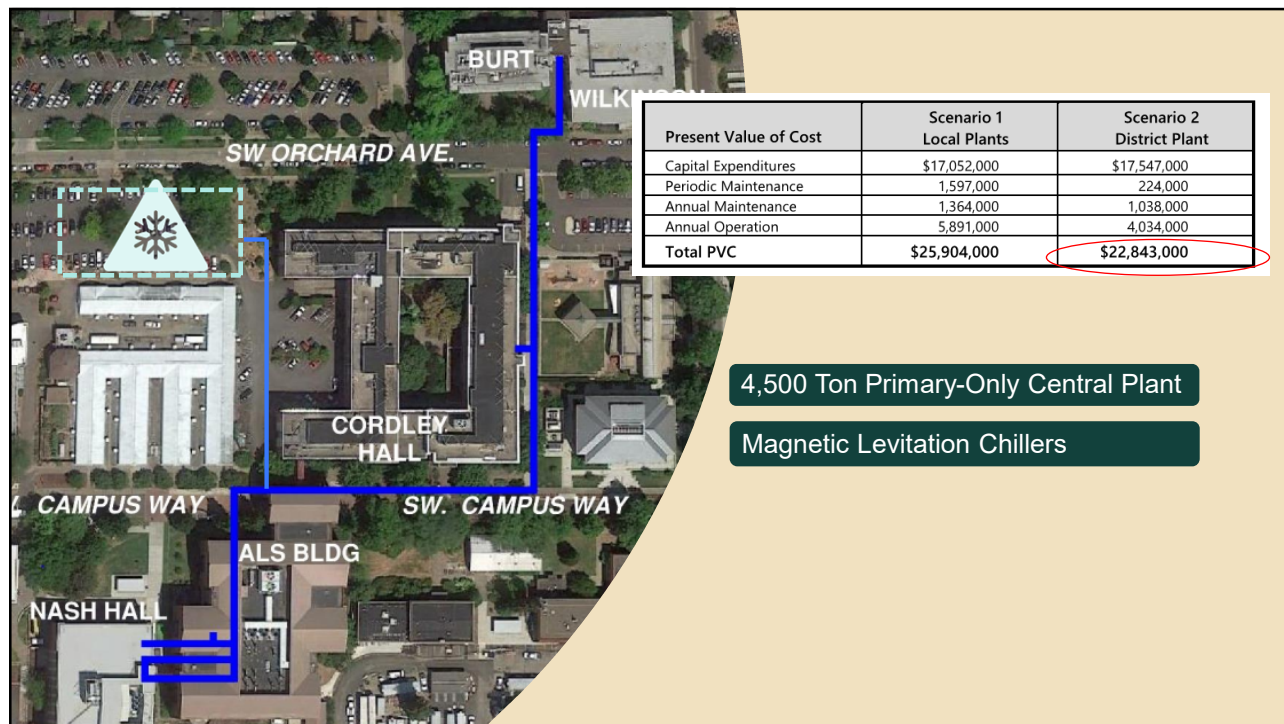 BURT
WILKINSON
SW ORCHARD AVE.
CORDLEY
HALL
CAMPUS WAY
SW. CAMPUS WAY
ALS BLDG
NASH HALL
Present Value of Cost Scenario 1 Local Plants Scenario 2 District Plant
Capital Expenditures $17,052,000 $17,547,000
Periodic Maintenance 1,597,000 224,000
Annual Maintenance 1,364,000 1,038,000
Annual Operation 5,891,000 4,034,000
Total PVC $25,904,000 $22,843,000
4,500 Ton Primary-Only Central Plant
Magnetic Levitation Chillers